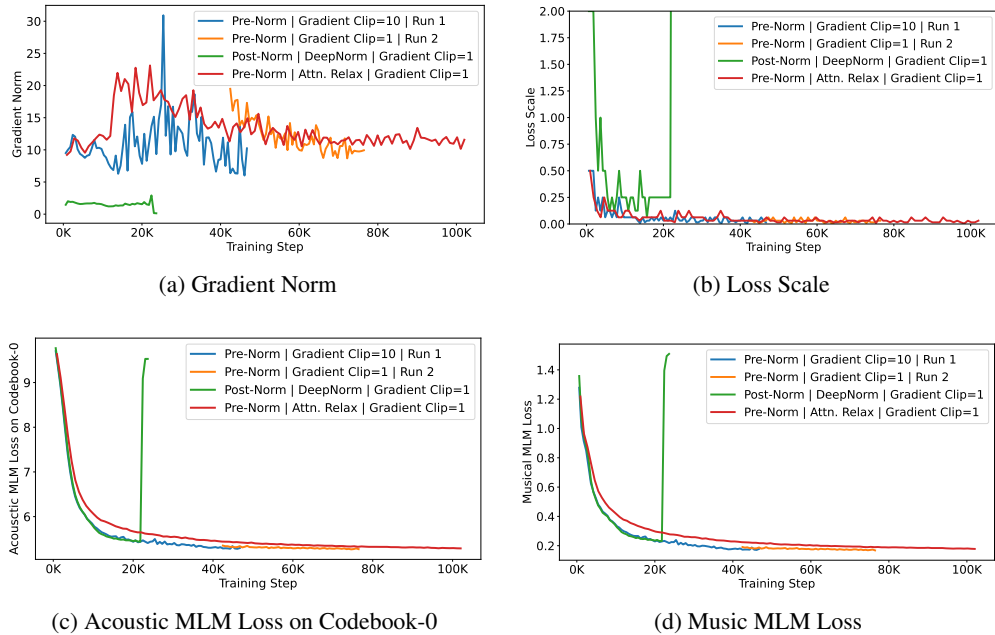 Pre-Norm | Gradient Clip=10 | Run 1
Pre-Norm | Gradient Clip=1 | Run 2
Post-Norm | DeepNorm | Gradient Clip=1
Pre-Norm | Attn. Relax | Gradient Clip=1
Gradient Norm
30
25
20
15
10
5
0
0K 20K 40K 60K 80K 100K
Training Step
(a) Gradient Norm
Pre-Norm | Gradient Clip=10 | Run 1
Pre-Norm | Gradient Clip=1 | Run 2
Post-Norm | DeepNorm | Gradient Clip=1
Pre-Norm | Attn. Relax | Gradient Clip=1
Loss Scale
2.00
1.75
1.50
1.25
1.00
0.75
0.50
0.25
0.00
0K 20K 40K 60K 80K 100K
Training Step
(b) Loss Scale
Pre-Norm | Gradient Clip=10 | Run 1
Pre-Norm | Gradient Clip=1 | Run 2
Post-Norm | DeepNorm | Gradient Clip=1
Pre-Norm | Attn. Relax | Gradient Clip=1
Acousctic MLM Loss on Codebook-0
9
8
7
6
0K 20K 40K 60K 80K 100K
Training Step
(c) Acoustic MLM Loss on Codebook-0
Pre-Norm | Gradient Clip=10 | Run 1
Pre-Norm | Gradient Clip=1 | Run 2
Post-Norm | DeepNorm | Gradient Clip=1
Pre-Norm | Attn. Relax | Gradient Clip=1
Musical MLM Loss
1.4
1.2
1.0
0.8
0.6
0.4
0.2
0K 20K 40K 60K 80K 100K
Training Step
(d) Music MLM Loss